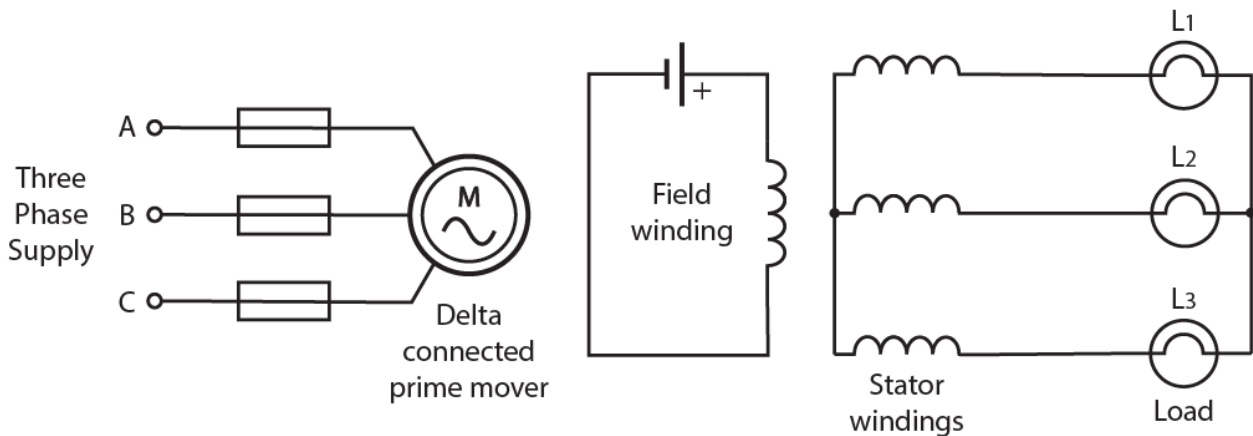 Three
Phase
Supply
A
B
C
M
Delta
connected
prime mover
+
Field
winding
Stator
windings
L1
L2
L3
Load